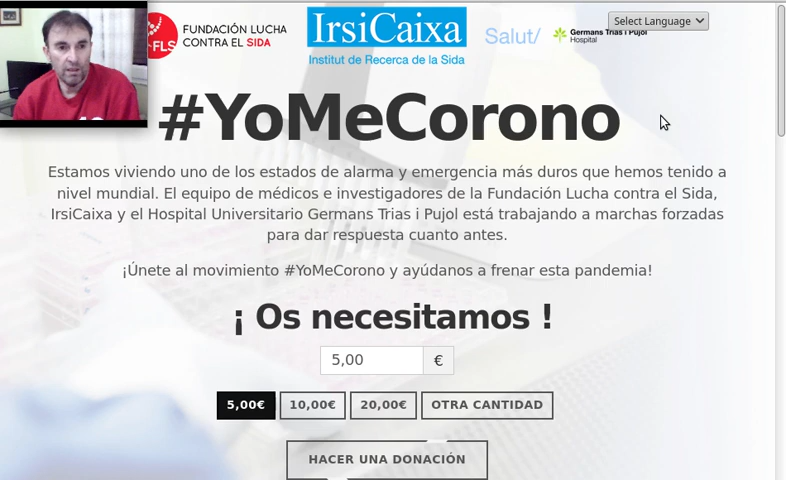 FLS
FUNDACIÓN LUCHA
CONTRA EL SIDA
IrsiCaixa
Institut de Recerca de la Sida
Salut/
Germans Trias i Pujol
Hospital
Select Language
#YoMeCorono
Estamos viviendo uno de los estados de alarma y emergencia más duros que hemos tenido a
nivel mundial. El equipo de médicos e investigadores de la Fundación Lucha contra el Sida,
IrsiCaixa y el Hospital Universitario Germans Trias i Pujol está trabajando a marchas forzadas
para dar respuesta cuanto antes.
¡Únete al movimiento #YoMeCorono y ayúdanos a frenar esta pandemia!
¡ Os necesitamos !
5,00 €
5,00€ 10,00€ 20,00€ OTRA CANTIDAD
HACER UNA DONACIÓN